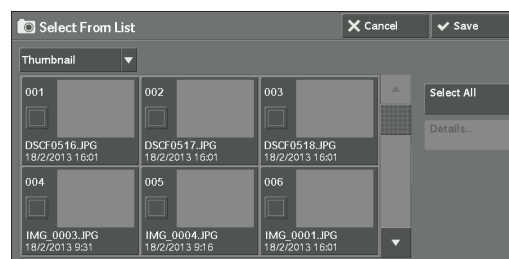 Select From List
Cancel
Save
Thumbnail
001
002
003
Select All
DSCF0516.JPG
DSCF0517.JPG
DSCF0518.JPG
Details...
18/2/2013 16:01
18/2/2013 16:01
18/2/2013 16:01
004
005
006
IMG_0003.JPG
IMG_0004.JPG
IMG_0001.JPG
18/2/2013 9:31
18/2/2013 9:16
18/2/2013 16:01